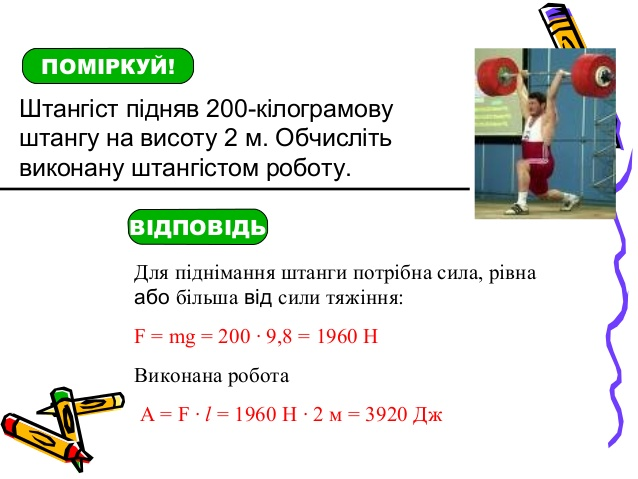 ПОМІРКУЙ!
Штангіст підняв 200-кілограмову
штангу на висоту 2 м. Обчисліть
виконану штангістом роботу.
ВІДПОВІДЬ
Для піднімання штанги потрібна сила, рівна
або більша від сили тяжіння:
F = mg = 200 · 9,8 = 1960 Н
Виконана робота
A = F · l = 1960 Н · 2 м = 3920 Дж